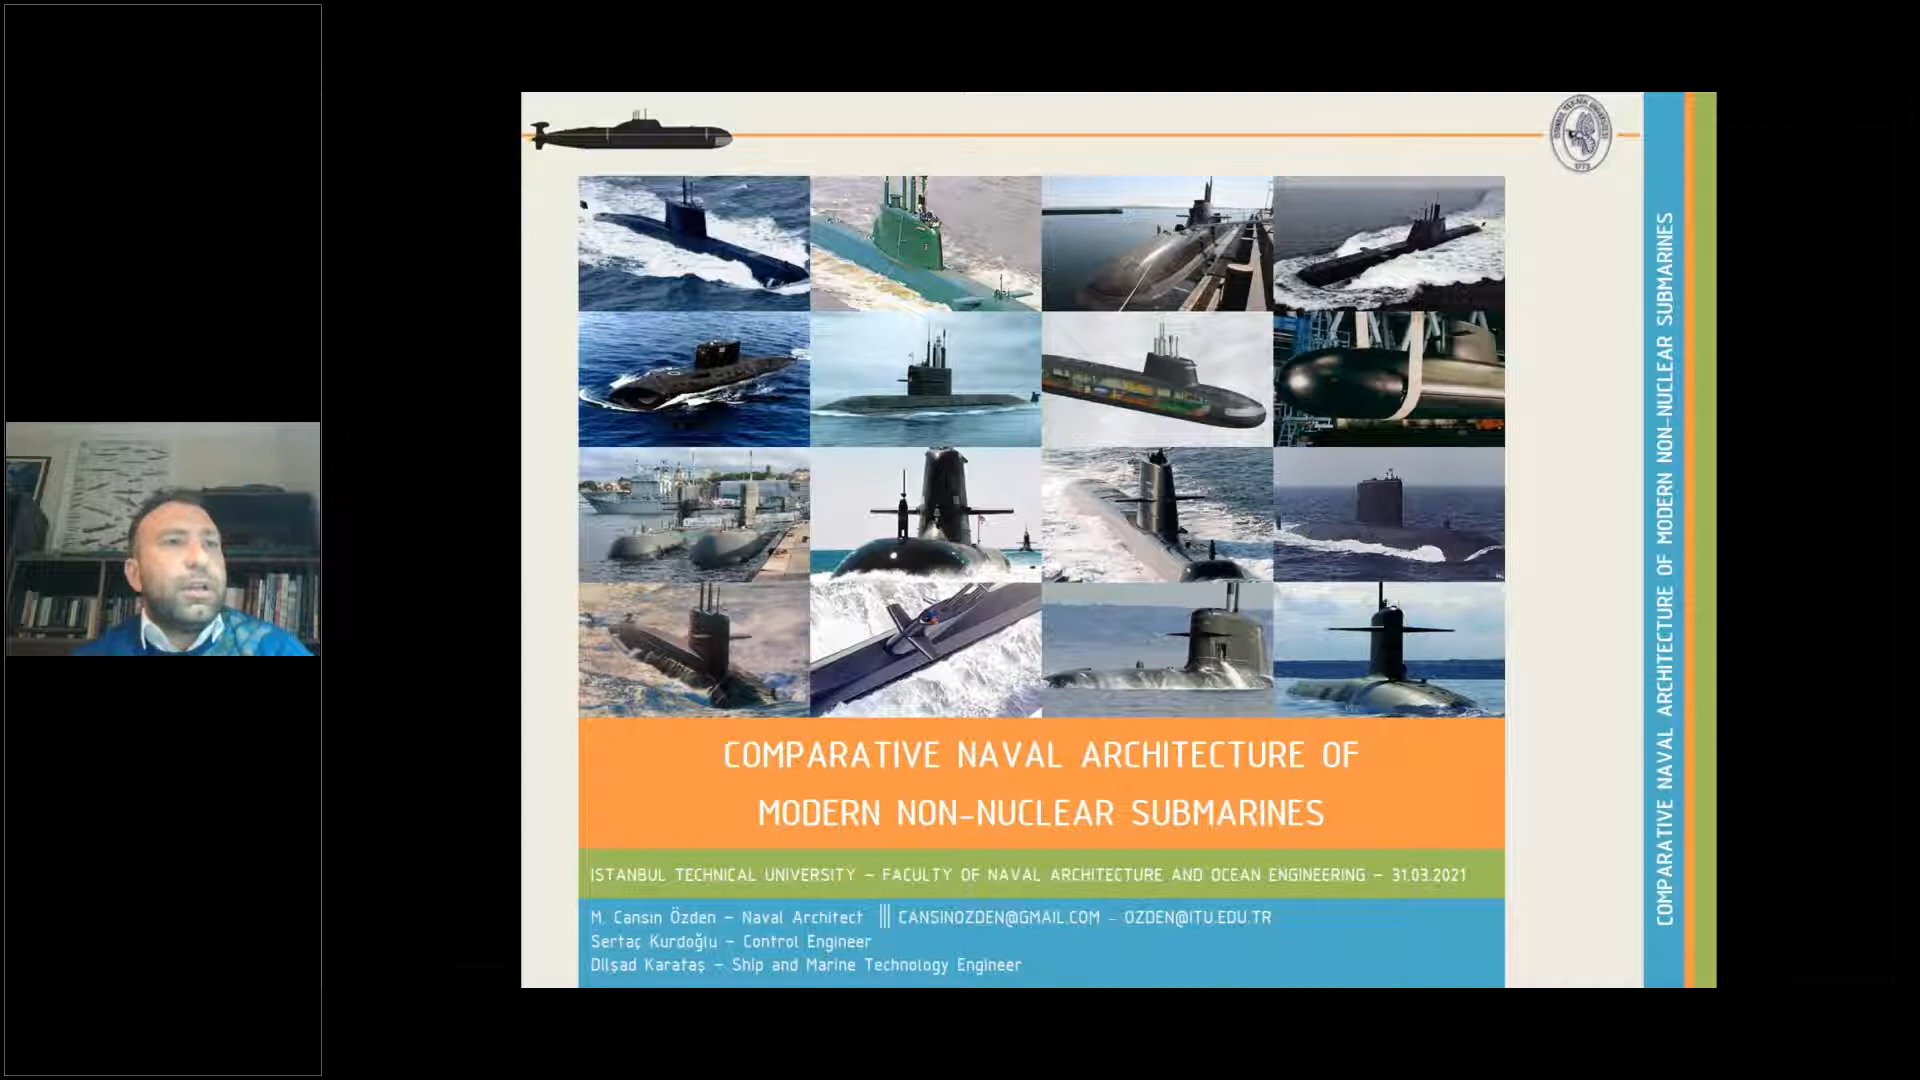 COMPARATIVE NAVAL ARCHITECTURE OF
MODERN NON-NUCLEAR SUBMARINES
ISTANBUL TECHNICAL UNIVERSITY – FACULTY OF NAVAL ARCHITECTURE AND OCEAN ENGINEERING – 31.03.2021
M. Cansın Özden – Naval Architect ||| CANSINOZDEN@GMAIL.COM – OZDEN@ITU.EDU.TR
Sertaç Kurdoğlu – Control Engineer
Dilşad Karataş – Ship and Marine Technology Engineer
COMPARATIVE NAVAL ARCHITECTURE OF MODERN NON-NUCLEAR SUBMARINES
1773